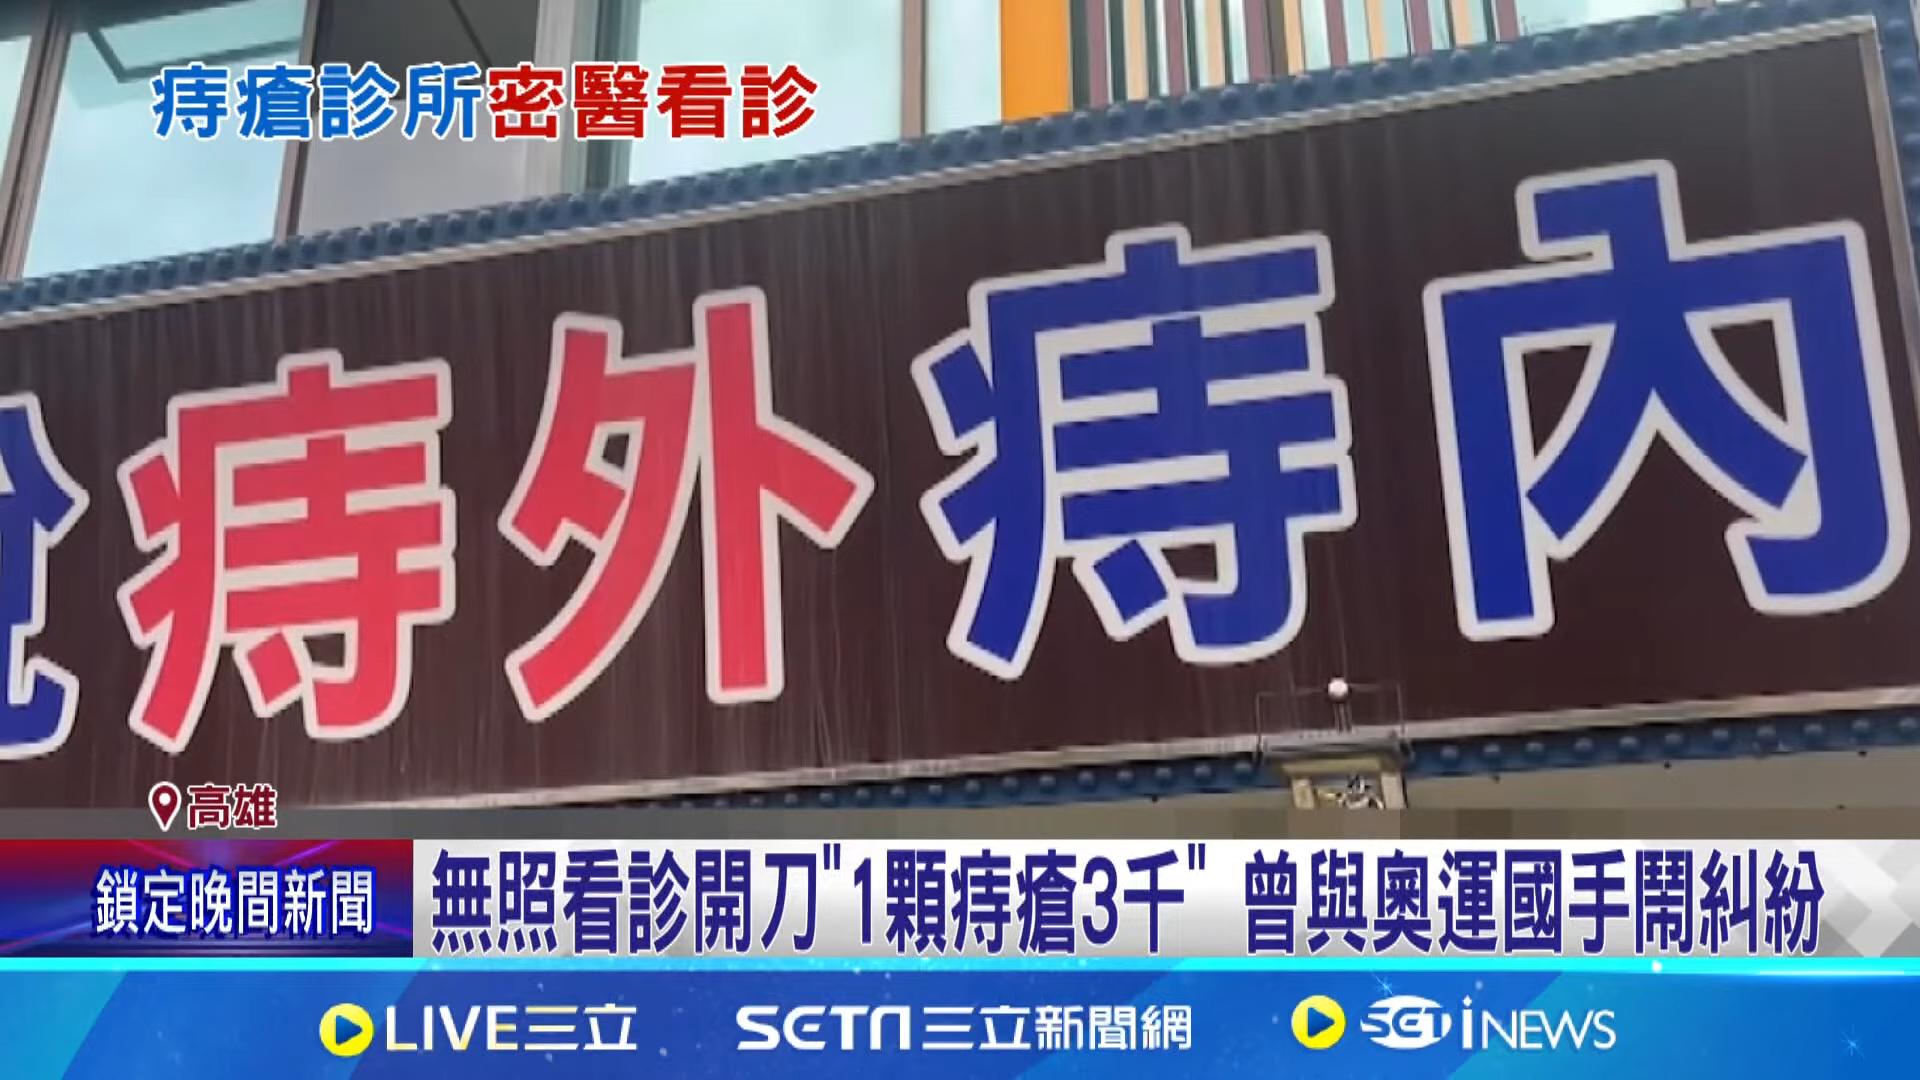 痔瘡診所密醫看診
痔外痔內
高雄
鎖定晚間新聞
無照看診開刀"1顆痔瘡3千" 曾與奧運國手鬧糾紛
LIVE三立
SETN三立新聞網
SETiNEWS